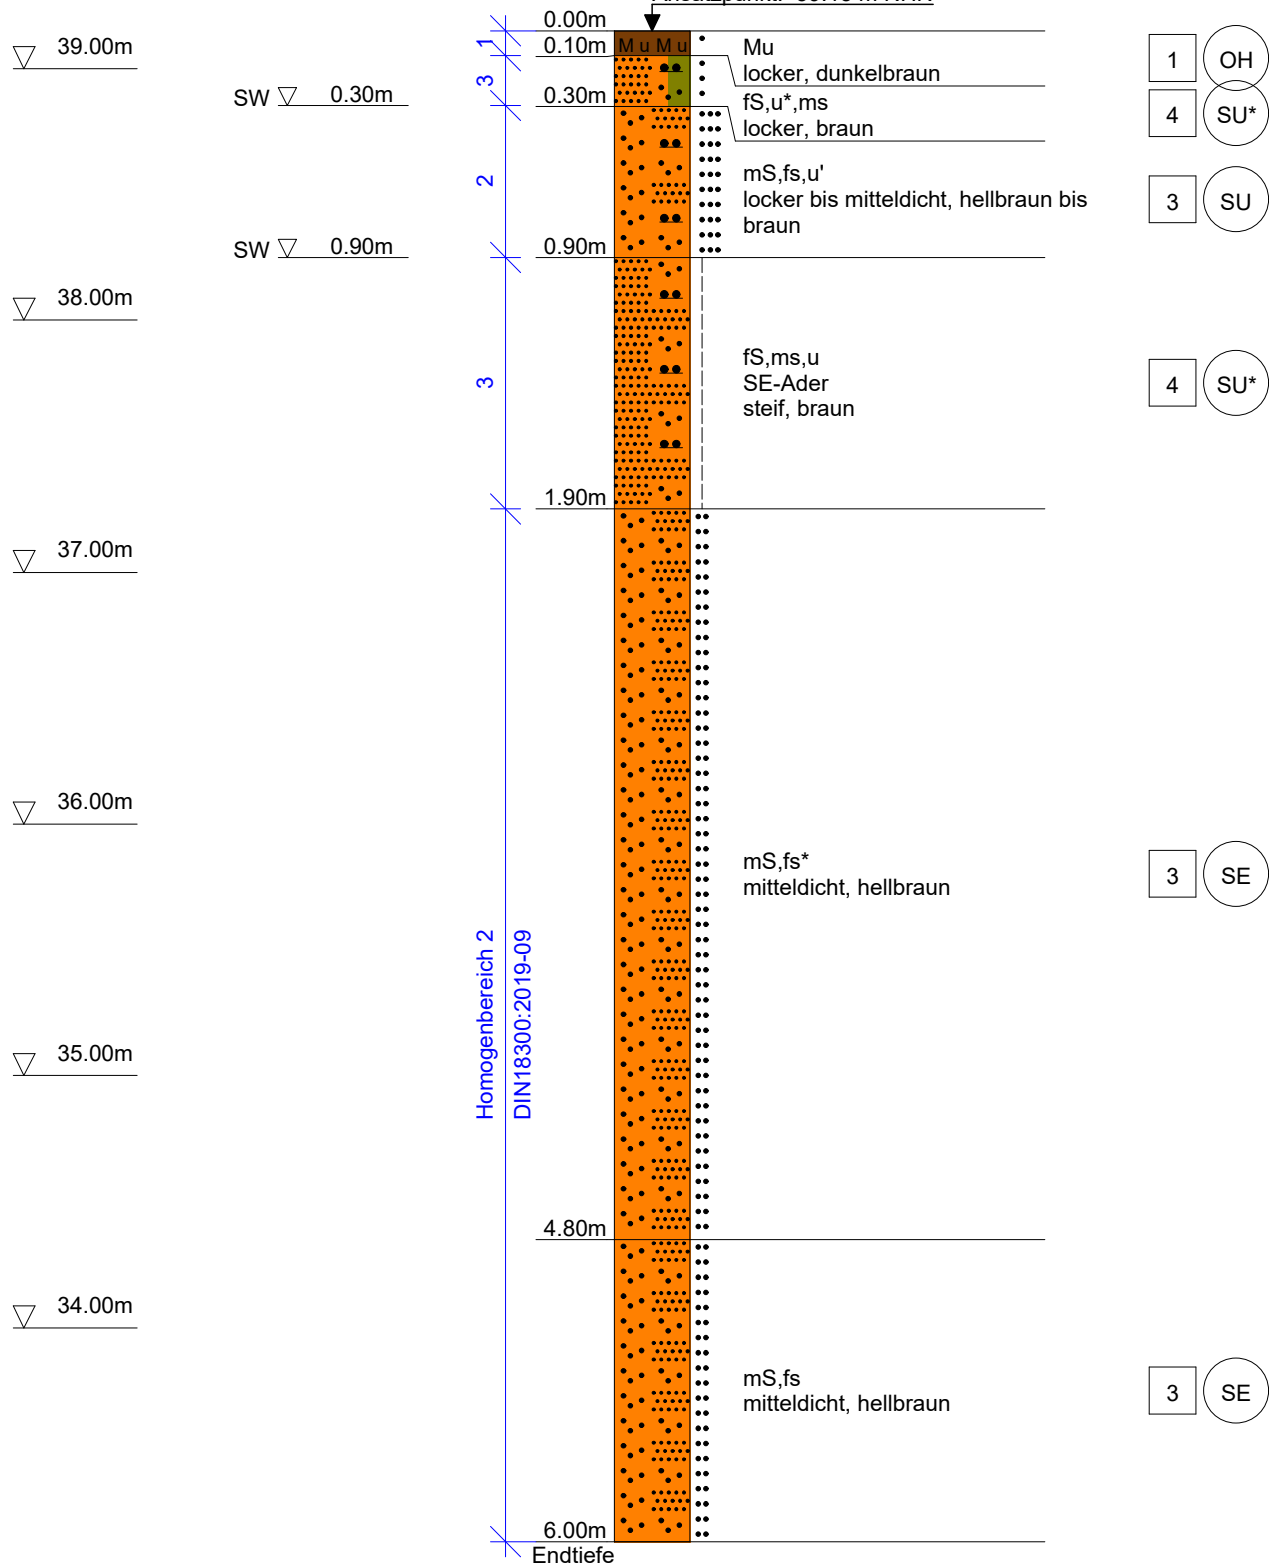 0.00m
39.00m
1
0.10m
M u M u
Mu
locker, dunkelbraun
1
OH
3
SW
0.30m
0.30m
fS,u*,ms
locker, braun
4
SU*
2
mS,fs,u'
locker bis mitteldicht, hellbraun bis
braun
3
SU
SW
0.90m
0.90m
38.00m
3
fS,ms,u
SE-Ader
steif, braun
4
SU*
1.90m
37.00m
36.00m
mS,fs*
mitteldicht, hellbraun
3
SE
Homogenbereich 2
DIN18300:2019-09
35.00m
4.80m
34.00m
mS,fs
mitteldicht, hellbraun
3
SE
6.00m
Endtiefe